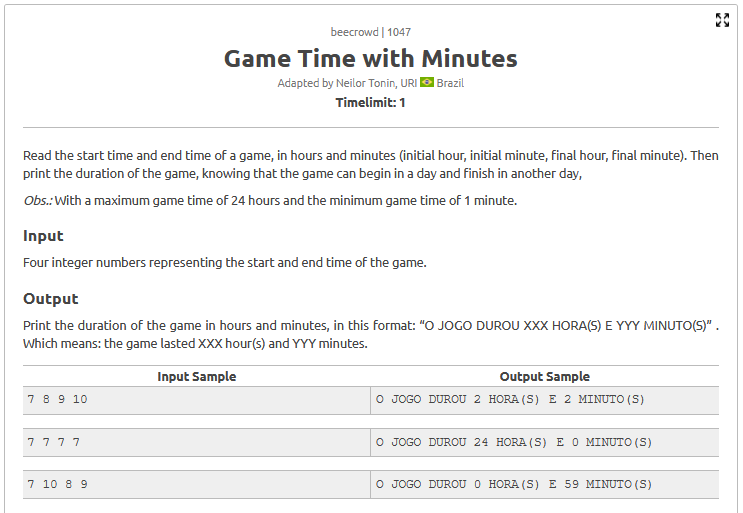 beecrowd | 1047
Game Time with Minutes
Adapted by Neilor Tonin, URI Brazil
Timelimit: 1
Read the start time and end time of a game, in hours and minutes (initial hour, initial minute, final hour, final minute). Then
print the duration of the game, knowing that the game can begin in a day and finish in another day,
Obs.: With a maximum game time of 24 hours and the minimum game time of 1 minute.
Input
Four integer numbers representing the start and end time of the game.
Output
Print the duration of the game in hours and minutes, in this format: “O JOGO DUROU XXX HORA(S) E YYY MINUTO(S)” .
Which means: the game lasted XXX hour(s) and YYY minutes.
Input Sample Output Sample
7 8 9 10 O JOGO DUROU 2 HORA(S) E 2 MINUTO(S)
7 7 7 7 O JOGO DUROU 24 HORA(S) E 0 MINUTO(S)
7 10 8 9 O JOGO DUROU 0 HORA(S) E 59 MINUTO(S)